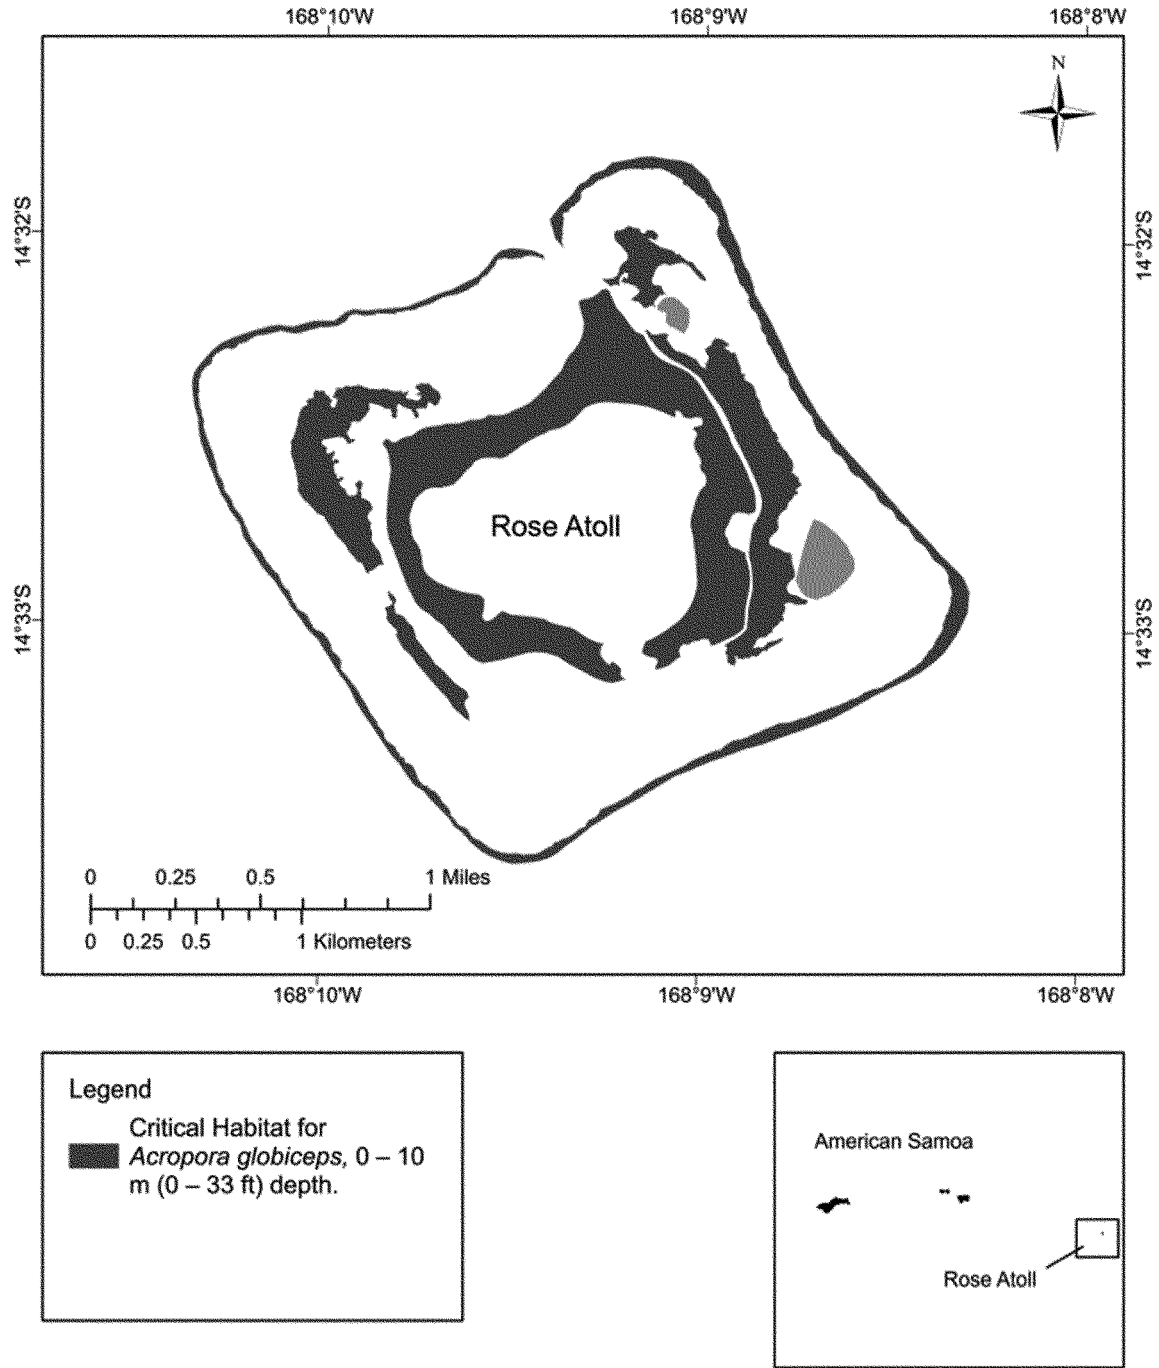 168°10'W 168°9'W 168°8'W
N
14°32'S
14°32'S
Rose Atoll
14°33'S
14°33'S
0 0.25 0.5 1 Miles
0 0.25 0.5 1 Kilometers
168°10'W 168°9'W 168°8'W
Legend
Critical Habitat for
Acropora globiceps, 0 – 10
m (0 – 33 ft) depth.
American Samoa
Rose Atoll